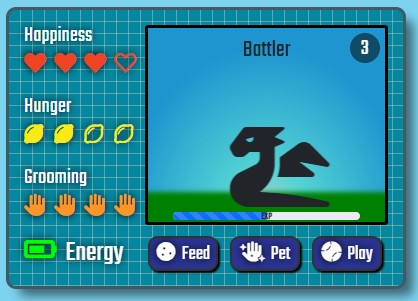 Happiness
Battler
3
Hunger
Grooming
EXP
Energy
Feed
Pet
Play